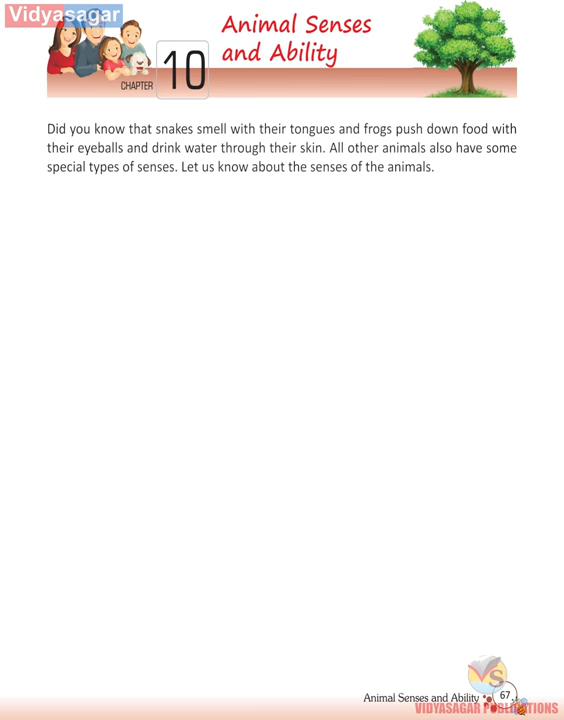 Vidyasagar
CHAPTER
10
Animal Senses
and Ability
Did you know that snakes smell with their tongues and frogs push down food with
their eyeballs and drink water through their skin. All other animals also have some
special types of senses. Let us know about the senses of the animals.
VS
Animal Senses and Ability
67
VIDYASAGAR PUBLICATIONS